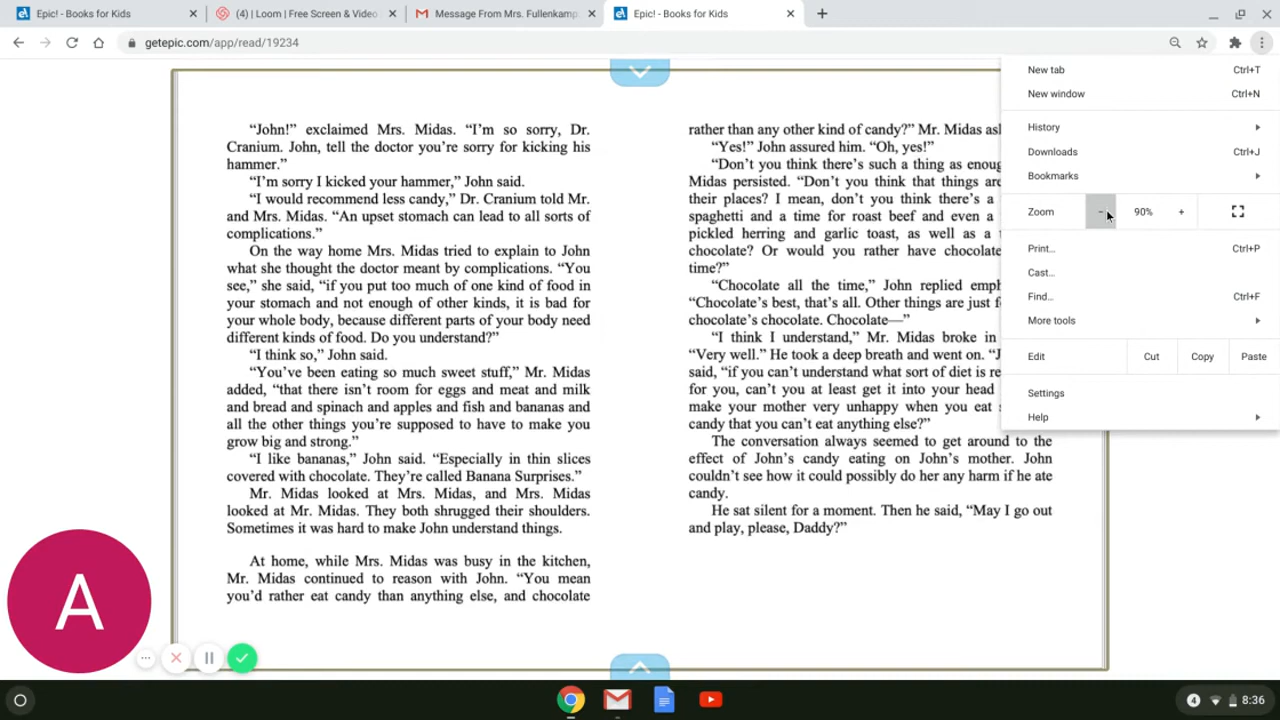 Epic! - Books for Kids
(4) | Loom | Free Screen & Video
Message From Mrs. Fullenkamp
Epic! - Books for Kids
getepic.com/app/read/19234
“John!” exclaimed Mrs. Midas. “I’m so sorry, Dr.
Cranium. John, tell the doctor you’re sorry for kicking his
hammer.”
“I’m sorry I kicked your hammer,” John said.
“I would recommend less candy,” Dr. Cranium told Mr.
and Mrs. Midas. “An upset stomach can lead to all sorts of
complications.”
On the way home Mrs. Midas tried to explain to John
what she thought the doctor meant by complications. “You
see,” she said, “if you put too much of one kind of food in
your stomach and not enough of other kinds, it is bad for
your whole body, because different parts of your body need
different kinds of food. Do you understand?”
“I think so,” John said.
“You’ve been eating so much sweet stuff,” Mr. Midas
added, “that there isn’t room for eggs and meat and milk
and bread and spinach and apples and fish and bananas and
all the other things you’re supposed to have to make you
grow big and strong.”
“I like bananas,” John said. “Especially in thin slices
covered with chocolate. They’re called Banana Surprises.”
Mr. Midas looked at Mrs. Midas, and Mrs. Midas
looked at Mr. Midas. They both shrugged their shoulders.
Sometimes it was hard to make John understand things.
At home, while Mrs. Midas was busy in the kitchen,
Mr. Midas continued to reason with John. “You mean
you’d rather eat candy than anything else, and chocolate
rather than any other kind of candy?” Mr. Midas
“Yes!” John assured him. “Oh, yes!”
“Don’t you think there’s such a thing as
Midas persisted. “Don’t you think that things are
their places? I mean, don’t you think there’s a
spaghetti and a time for roast beef and even a
pickled herring and garlic toast, as well as a
chocolate? Or would you rather have chocolate
time?”
“Chocolate all the time,” John replied
“Chocolate’s best, that’s all. Other things are just
chocolate’s chocolate. Chocolate—”
“I think I understand,” Mr. Midas broke in
“Very well.” He took a deep breath and went on.
said, “if you can’t understand what sort of diet is
for you, can’t you at least get it into your head
make your mother very unhappy when you eat
candy that you can’t eat anything else?”
The conversation always seemed to get around to the
effect of John’s candy eating on John’s mother. John
couldn’t see how it could possibly do her any harm if he ate
candy.
He sat silent for a moment. Then he said, “May I go out
and play, please, Daddy?”
New tab Ctrl+T
New window Ctrl+N
History
Downloads Ctrl+J
Bookmarks
Zoom - 90% +
Print... Ctrl+P
Cast...
Find... Ctrl+F
More tools
Edit Cut Copy Paste
Settings
Help
A
4 8:36